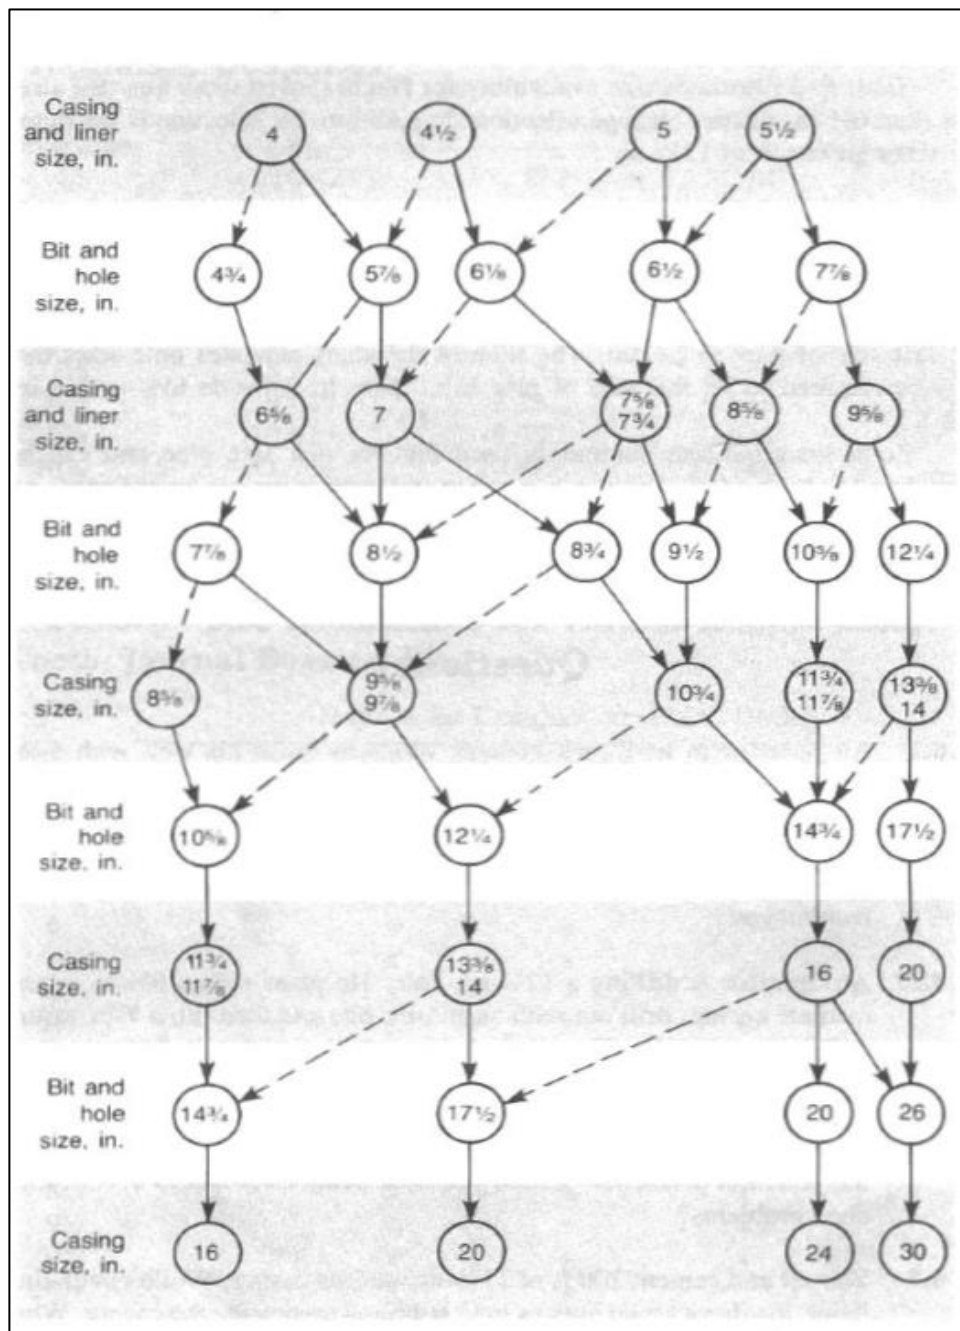 Casing
and liner
size, in.
4 4½ 5 5½
Bit and
hole
size, in.
4¾ 5⅞ 6⅛ 6½ 7⅞
Casing
and liner
size, in.
6⅝ 7 7⅝ 7¾ 8⅝ 9⅝
Bit and
hole
size, in.
7⅞ 8½ 8¾ 9½ 10⅝ 12¼
Casing
size, in.
8⅝ 9⅝ 9⅞ 10¾ 11¾ 11⅞ 13⅜ 14
Bit and
hole
size, in.
10⅝ 12¼ 14¾ 17½
Casing
size, in.
11¾ 11⅞ 13⅜ 14 16 20
Bit and
hole
size, in.
14¾ 17½ 20 26
Casing
size, in.
16 20 24 30